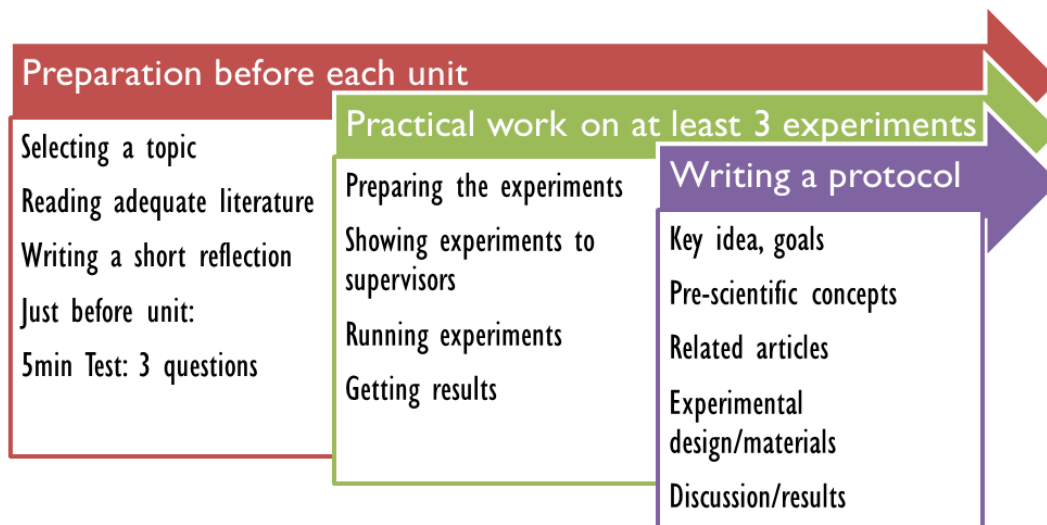 Preparation before each unit
Selecting a topic
Reading adequate literature
Writing a short reflection
Just before unit:
5min Test: 3 questions
Practical work on at least 3 experiments
Preparing the experiments
Showing experiments to
supervisors
Running experiments
Getting results
Writing a protocol
Key idea, goals
Pre-scientific concepts
Related articles
Experimental
design/materials
Discussion/results